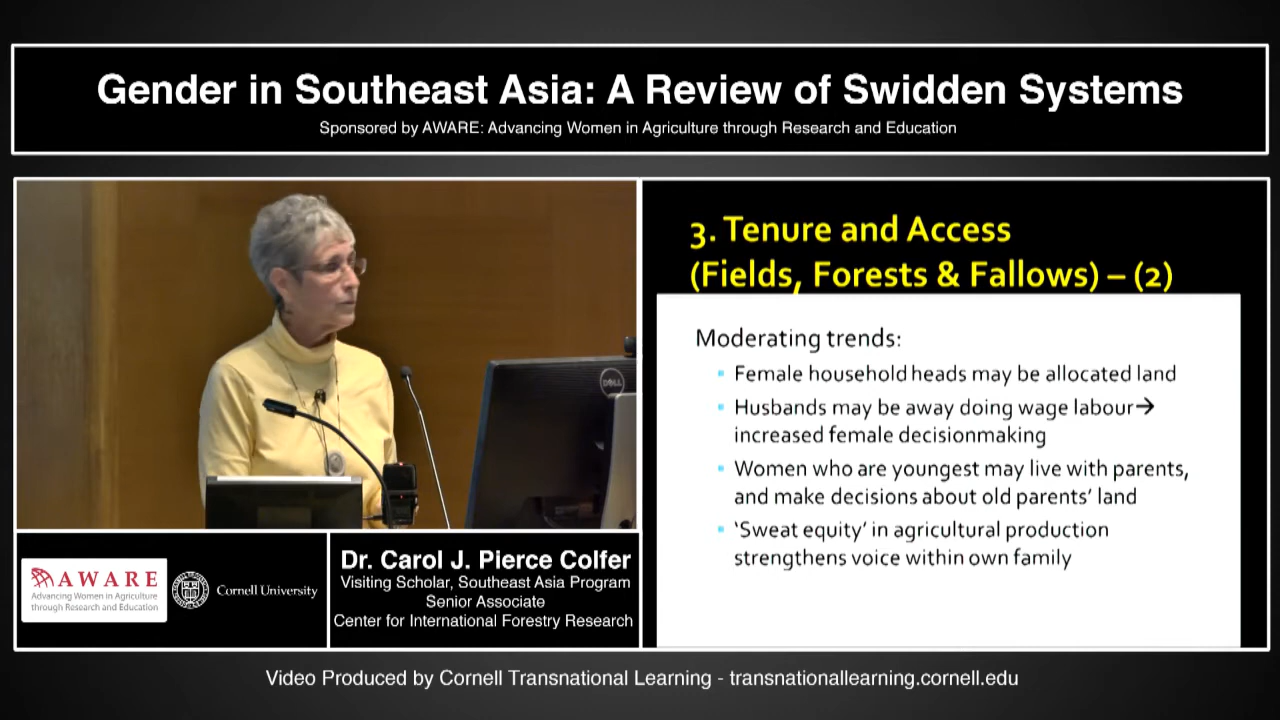 Gender in Southeast Asia: A Review of Swidden Systems
Sponsored by AWARE: Advancing Women in Agriculture through Research and Education
3. Tenure and Access
(Fields, Forests & Fallows) – (2)
Moderating trends:
Female household heads may be allocated land
Husbands may be away doing wage labour→
increased female decisionmaking
Women who are youngest may live with parents,
and make decisions about old parents' land
'Sweat equity' in agricultural production
strengthens voice within own family
DELL
AWARE
Advancing Women in Agriculture
through Research and Education
Cornell University
Dr. Carol J. Pierce Colfer
Visiting Scholar, Southeast Asia Program
Senior Associate
Center for International Forestry Research
Video Produced by Cornell Transnational Learning - transnationallearning.cornell.edu